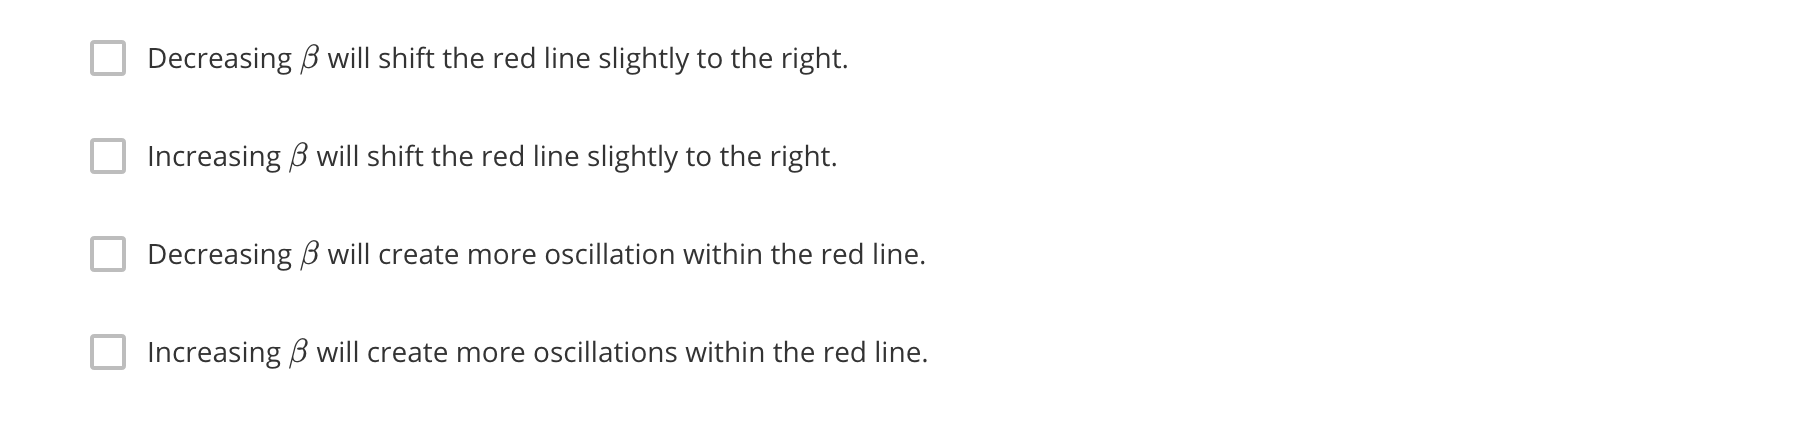 Decreasing β will shift the red line slightly to the right.
Increasing β will shift the red line slightly to the right.
Decreasing β will create more oscillation within the red line.
Increasing β will create more oscillations within the red line.